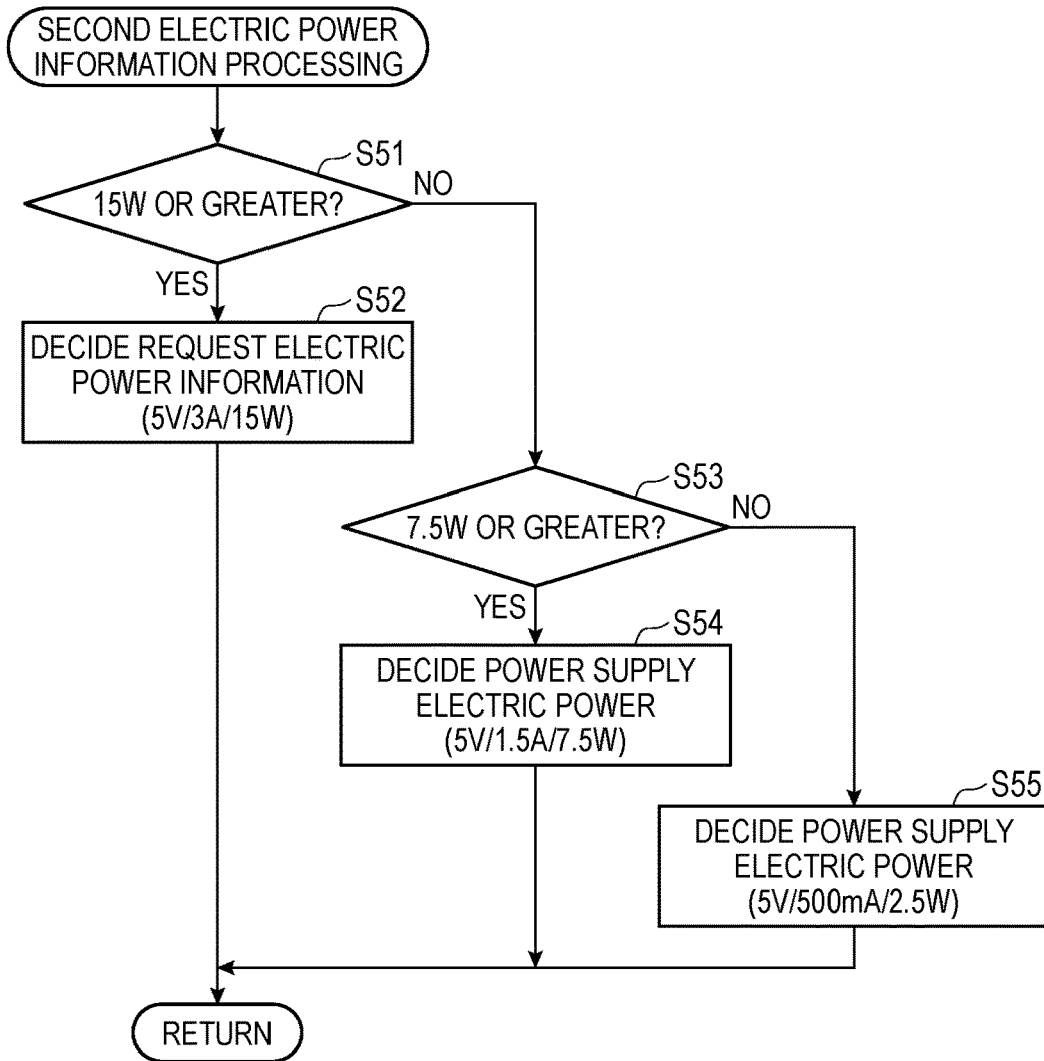 SECOND ELECTRIC POWER
INFORMATION PROCESSING
S51
15W OR GREATER?
NO
YES
S52
DECIDE REQUEST ELECTRIC
POWER INFORMATION
(5V/3A/15W)
S53
7.5W OR GREATER?
NO
YES
S54
DECIDE POWER SUPPLY
ELECTRIC POWER
(5V/1.5A/7.5W)
S55
DECIDE POWER SUPPLY
ELECTRIC POWER
(5V/500mA/2.5W)
RETURN